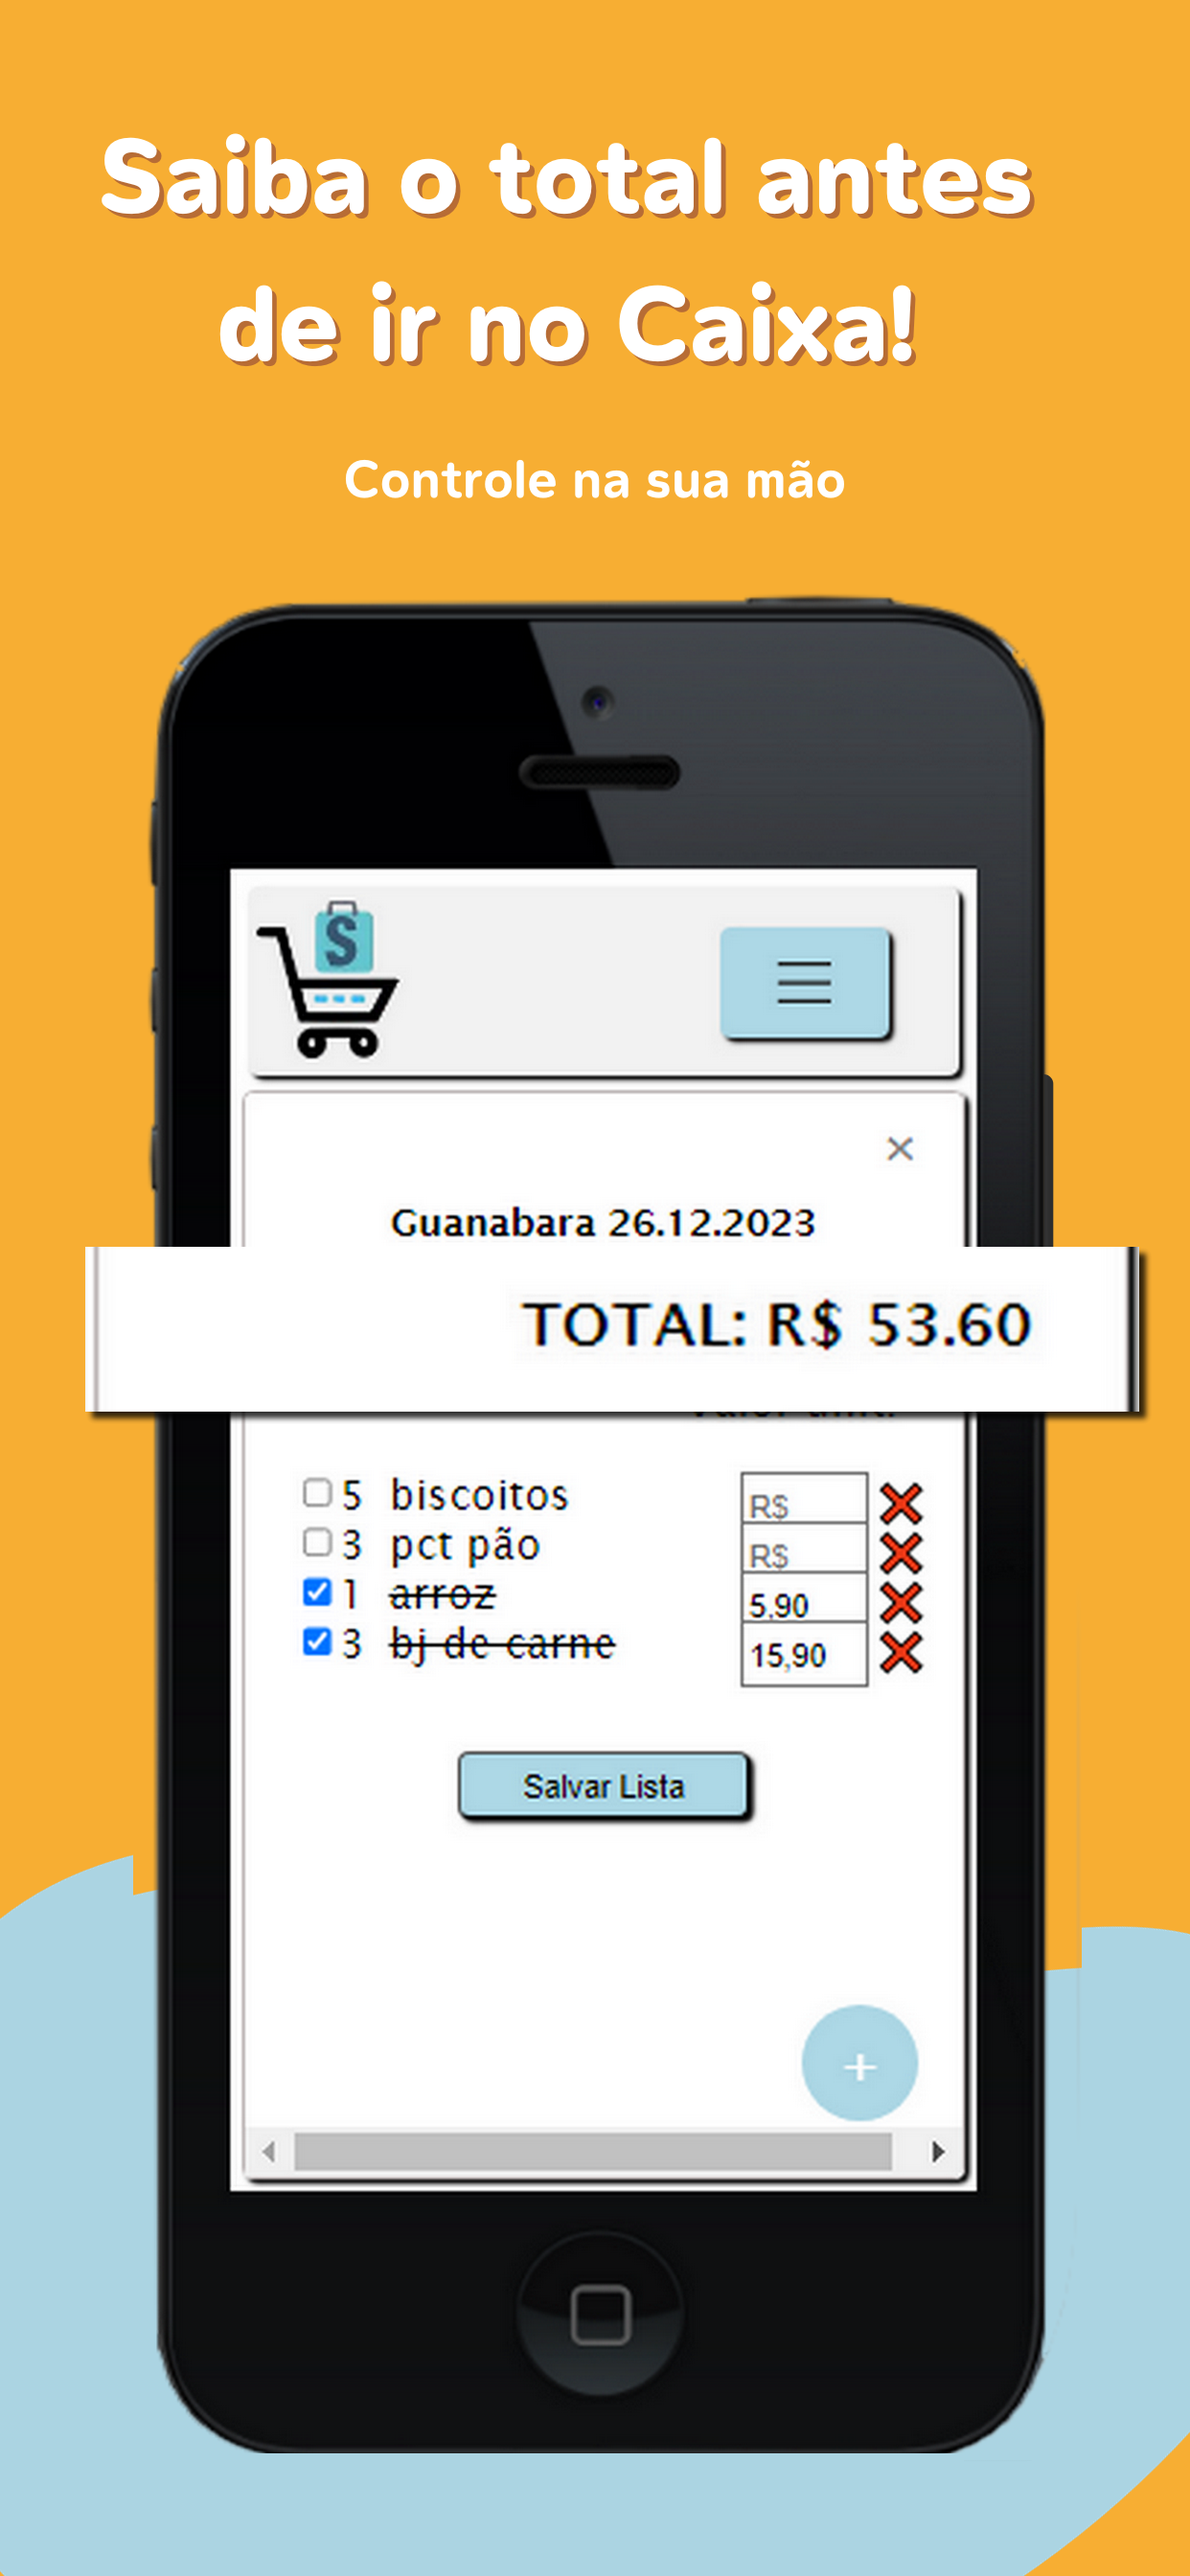 Saiba o total antes
de ir no Caixa!
Controle na sua mão
S
×
Guanabara 26.12.2023
TOTAL: R$ 53.60
5 biscoitos R$
3 pct pão R$
1 arroz 5,90
3 bj de carne 15,90
Salvar Lista
+